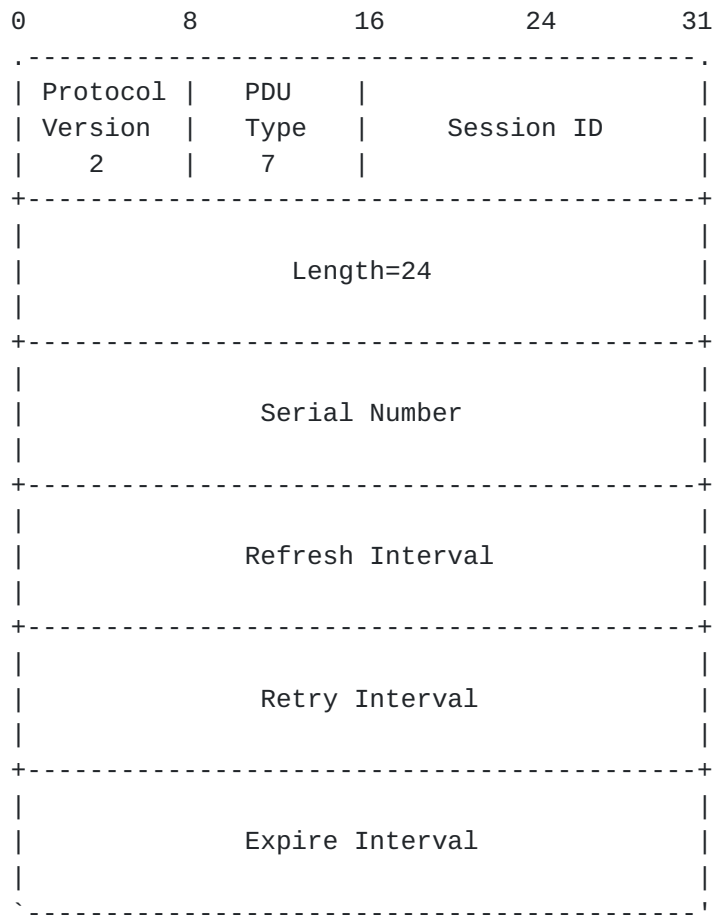 0          8          16         24        31
.-------------------------------------------.
| Protocol |   PDU    |                     |
| Version  |   Type   |     Session ID      |
|    2     |    7     |                     |
+-------------------------------------------+
|                                           |
|                 Length=24                 |
|                                           |
+-------------------------------------------+
|                                           |
|               Serial Number               |
|                                           |
+-------------------------------------------+
|                                           |
|              Refresh Interval             |
|                                           |
+-------------------------------------------+
|                                           |
|               Retry Interval              |
|                                           |
+-------------------------------------------+
|                                           |
|              Expire Interval              |
|                                           |
`-------------------------------------------'